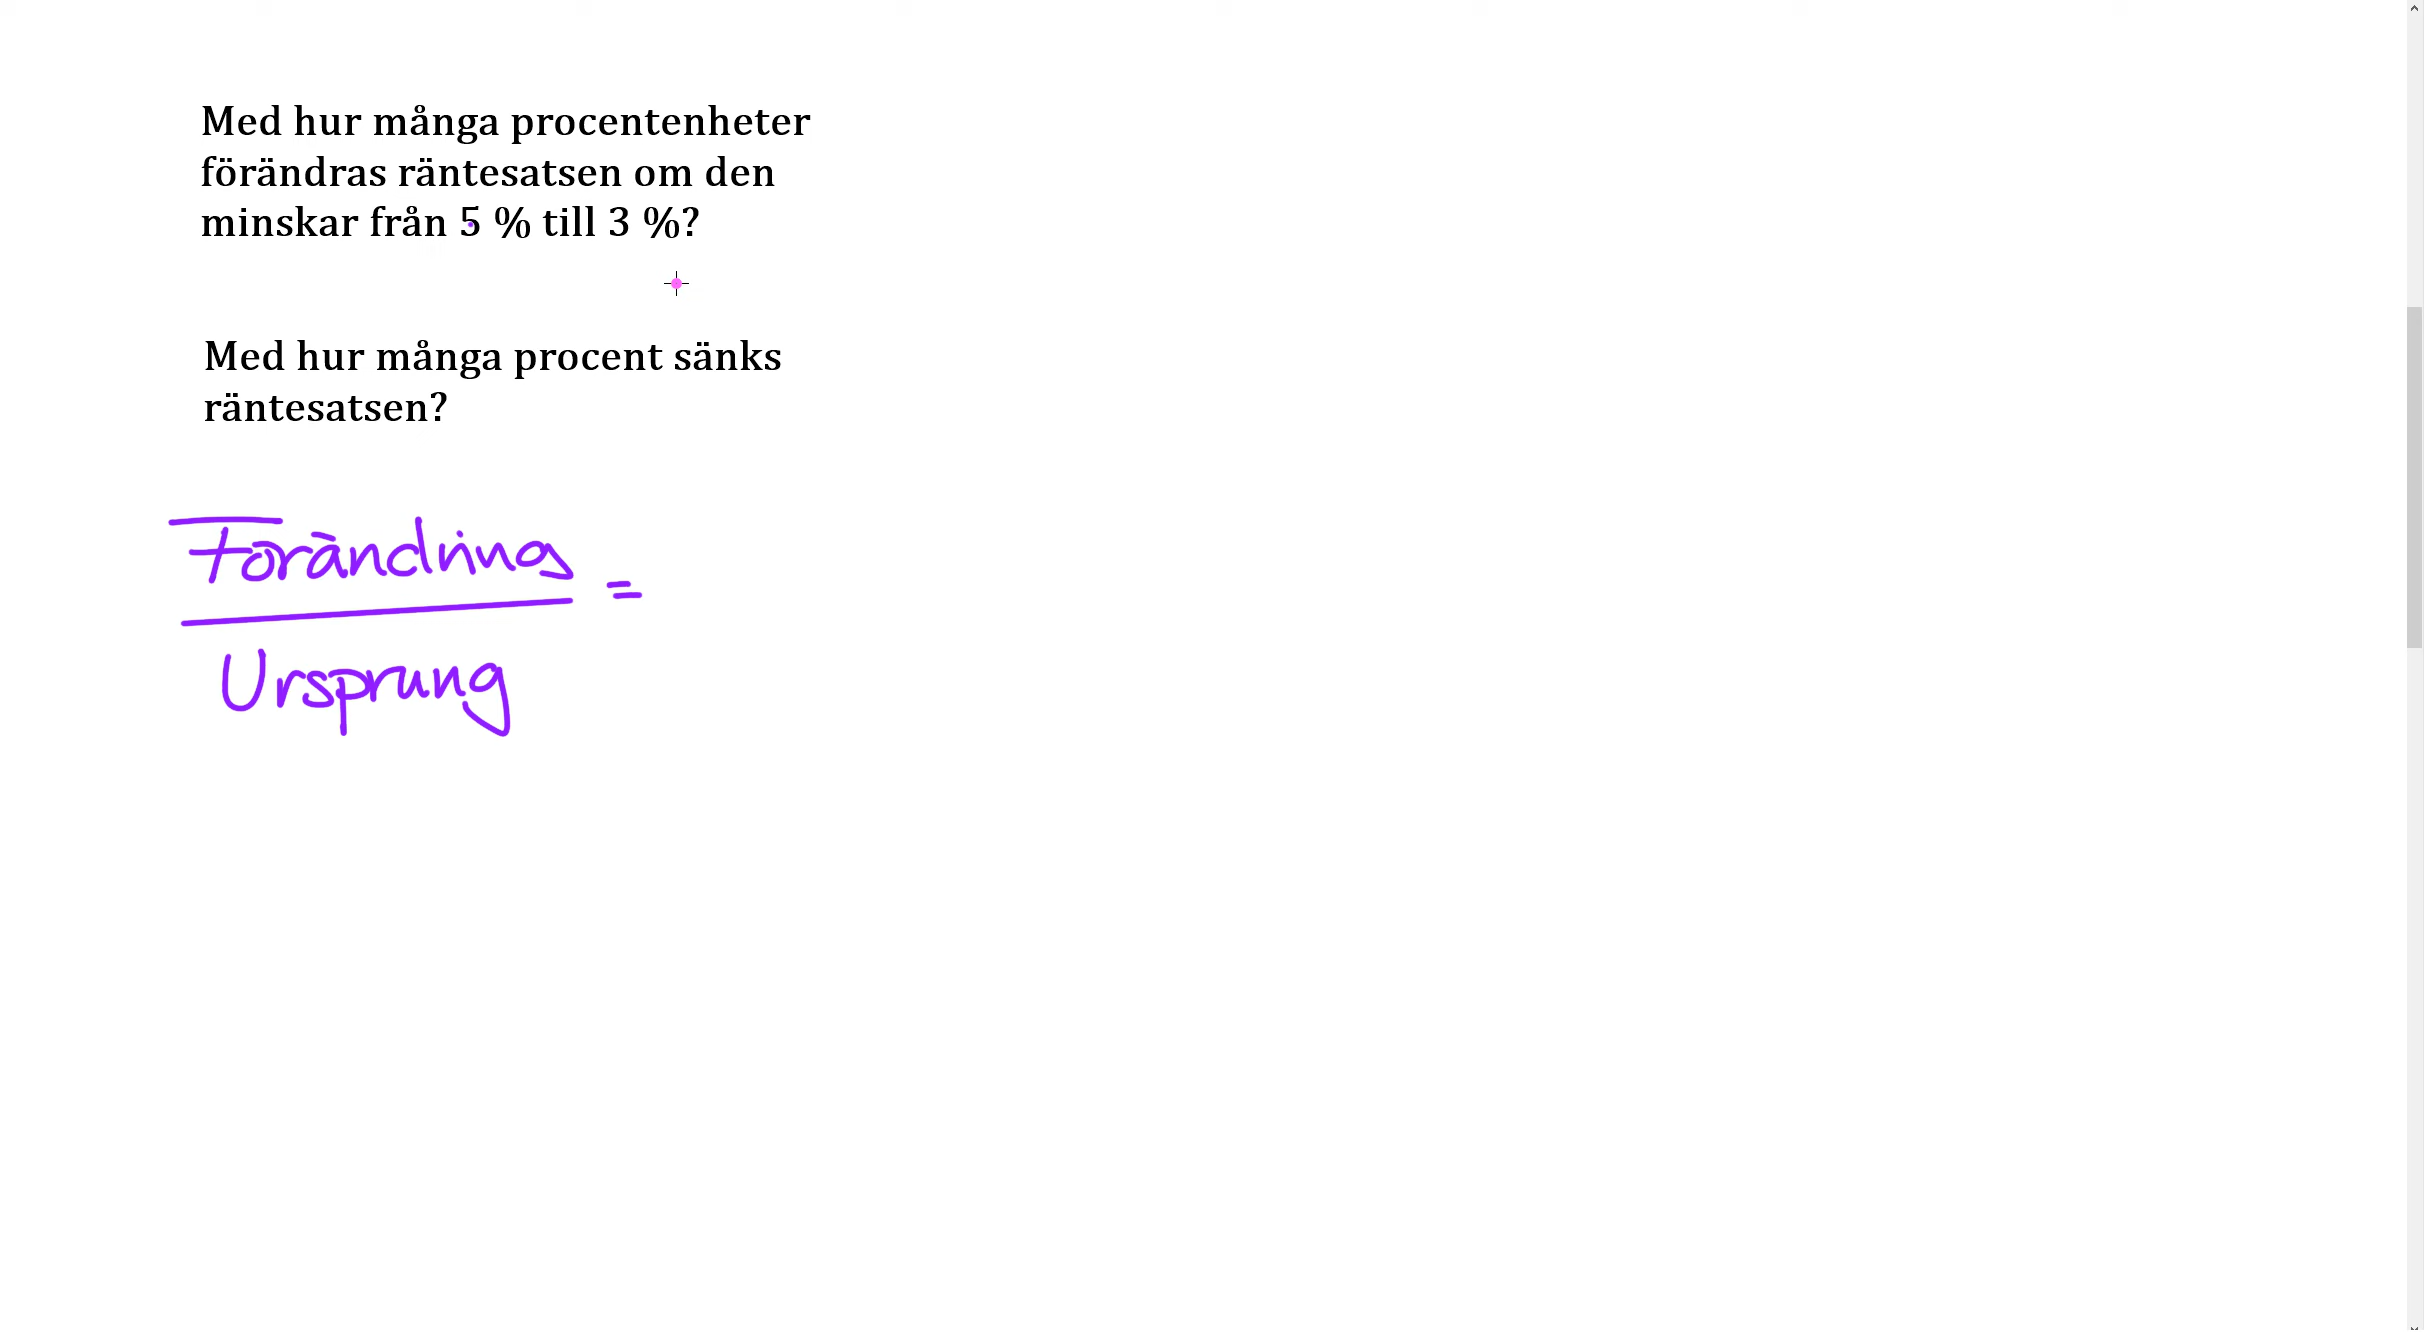 Med hur många procentenheter
förändras räntesatsen om den
minskar från 5 % till 3 %?
Med hur många procent sänks
räntesatsen?
Förändring =
Ursprung